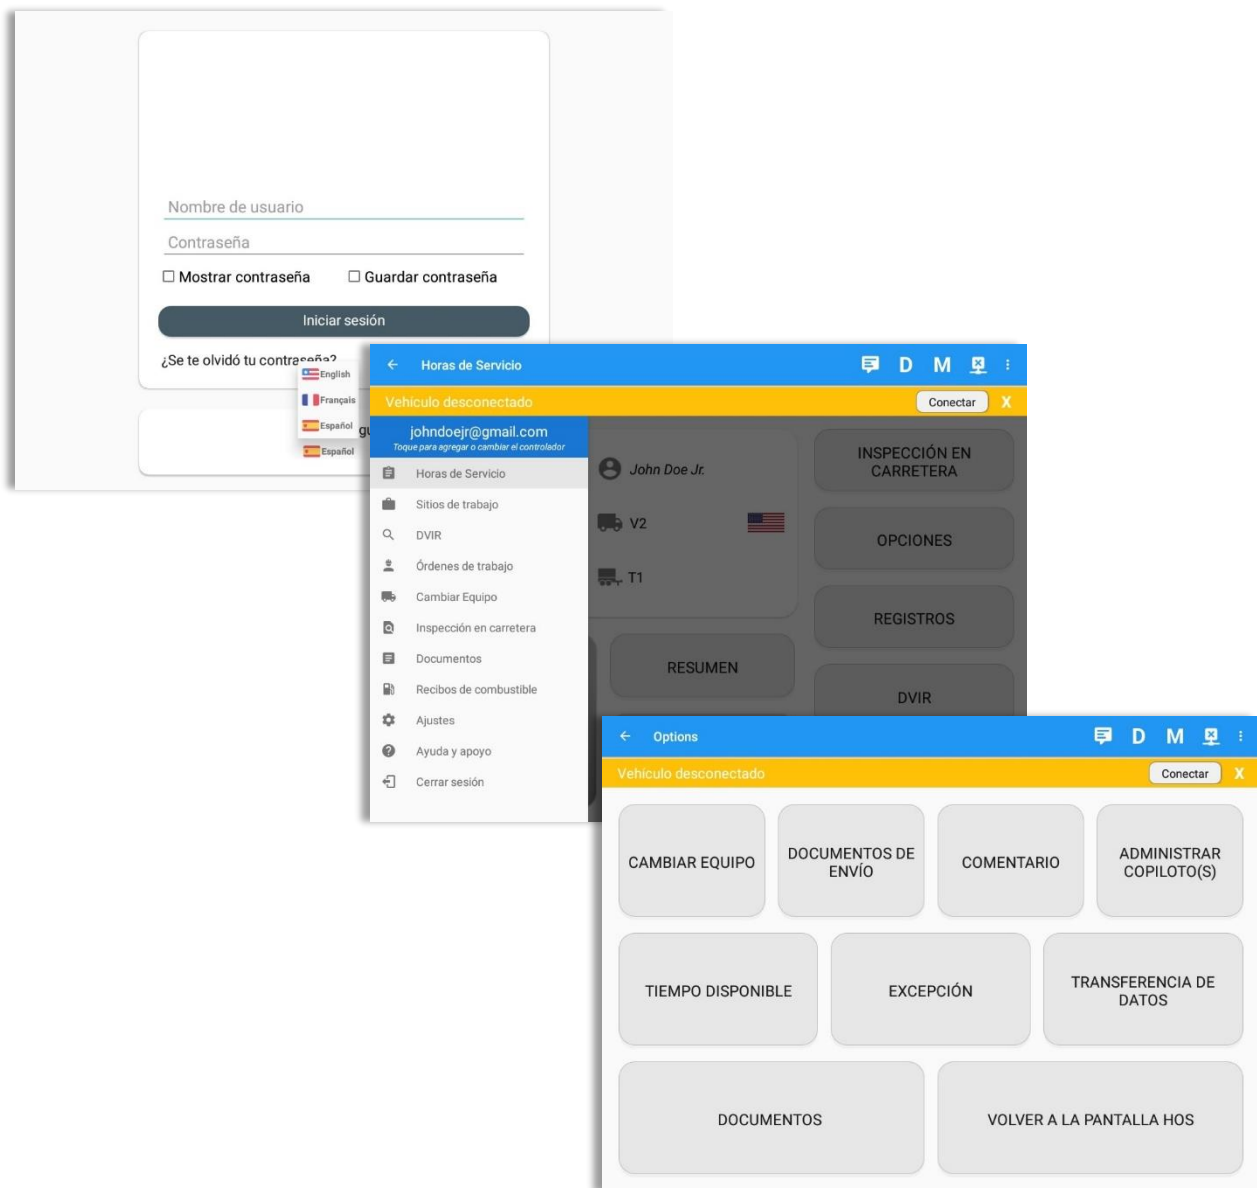 Nombre de usuario
Contraseña
Mostrar contraseña
Guardar contraseña
Iniciar sesión
¿Se te olvidó tu contraseña?
English
Français
Español
Español
Horas de Servicio
D M
Vehículo desconectado
Conectar
X
johndoejr@gmail.com
Toque para agregar o cambiar el controlador
Horas de Servicio
Sitios de trabajo
DVIR
Órdenes de trabajo
Cambiar Equipo
Inspección en carretera
Documentos
Recibos de combustible
Ajustes
Ayuda y apoyo
Cerrar sesión
John Doe Jr.
V2
T1
RESUMEN
INSPECCIÓN EN
CARRETERA
OPCIONES
REGISTROS
DVIR
Options
D M
Vehículo desconectado
Conectar
X
CAMBIAR EQUIPO
DOCUMENTOS DE
ENVÍO
COMENTARIO
ADMINISTRAR
COPILOTO(S)
TIEMPO DISPONIBLE
EXCEPCIÓN
TRANSFERENCIA DE
DATOS
DOCUMENTOS
VOLVER A LA PANTALLA HOS